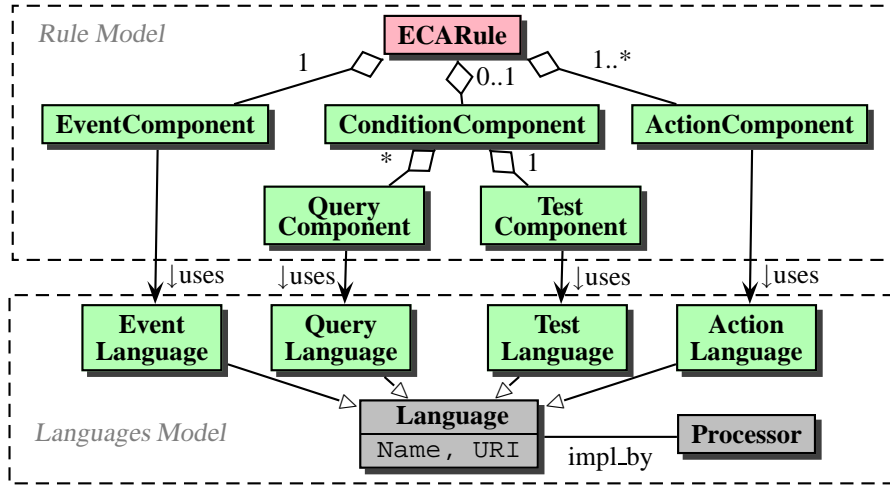 Rule Model
ECARule
1
0..1
1..*
EventComponent
ConditionComponent
ActionComponent
*
1
Query
Component
Test
Component
↓uses
↓uses
↓uses
↓uses
Event
Language
Query
Language
Test
Language
Action
Language
Languages Model
Language
Name, URI
impl_by
Processor